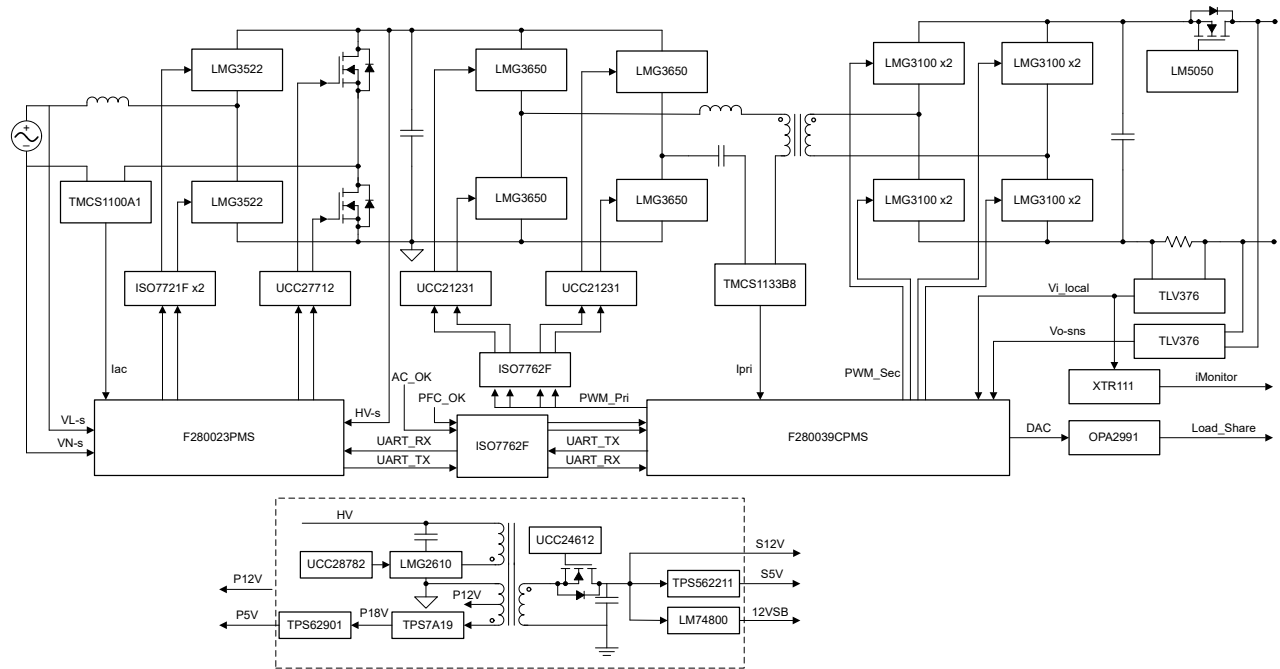 LMG3522
LMG3650
LMG3650
LMG3100 x2
LMG3100 x2
LM5050
TMCS1100A1
LMG3522
LMG3650
LMG3650
LMG3100 x2
LMG3100 x2
ISO7721F x2
UCC27712
UCC21231
UCC21231
TMCS1133B8
Vi_local
TLV376
Vo-sns
TLV376
Iac
AC_OK
ISO7762F
Ipri
PWM_Sec
XTR111
iMonitor
PFC_OK
PWM_Pri
VL-s
VN-s
F280023PMS
HV-s
UART_RX
UART_TX
ISO7762F
UART_TX
UART_RX
F280039CPMS
DAC
OPA2991
Load_Share
HV
UCC28782
LMG2610
UCC24612
S12V
P12V
P12V
TPS562211
S5V
P5V
TPS62901
P18V
TPS7A19
LM74800
12VSB